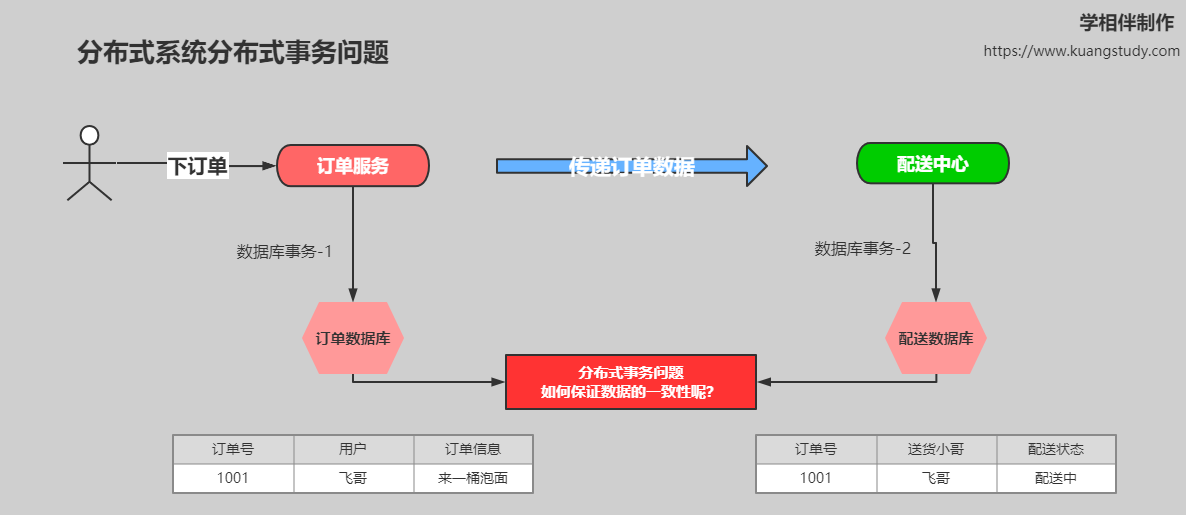 学相伴制作
https://www.kuangstudy.com
分布式系统分布式事务问题
下订单
订单服务
传递订单数据
配送中心
数据库事务-1
数据库事务-2
订单数据库
配送数据库
分布式事务问题
如何保证数据的一致性呢?
订单号 用户 订单信息
1001 飞哥 来一桶泡面
订单号 送货小哥 配送状态
1001 飞哥 配送中